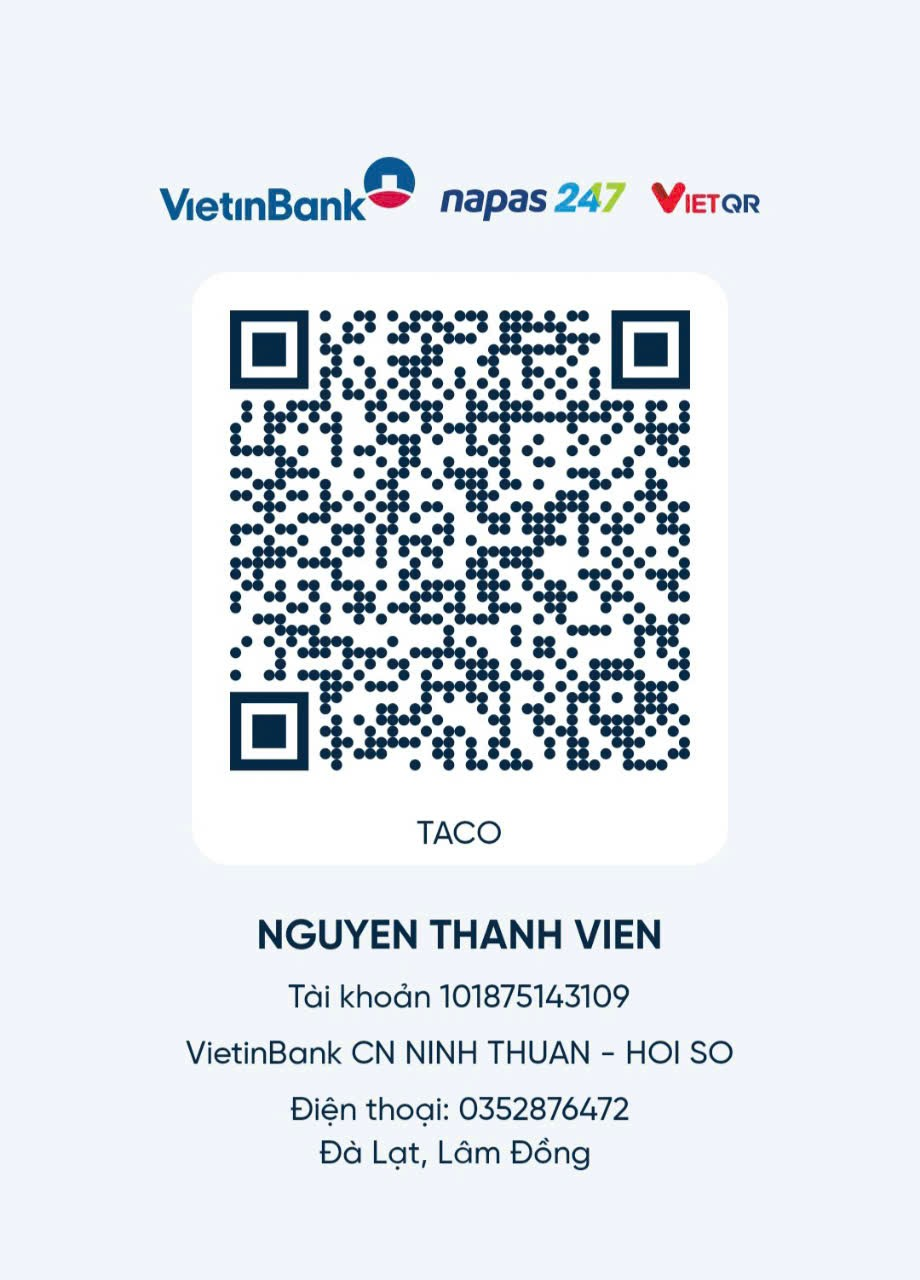 VietinBank napas 247 VIETQR
TACO
NGUYEN THANH VIEN
Tài khoản 101875143109
VietinBank CN NINH THUAN - HOI SO
Điện thoại: 0352876472
Đà Lạt, Lâm Đồng